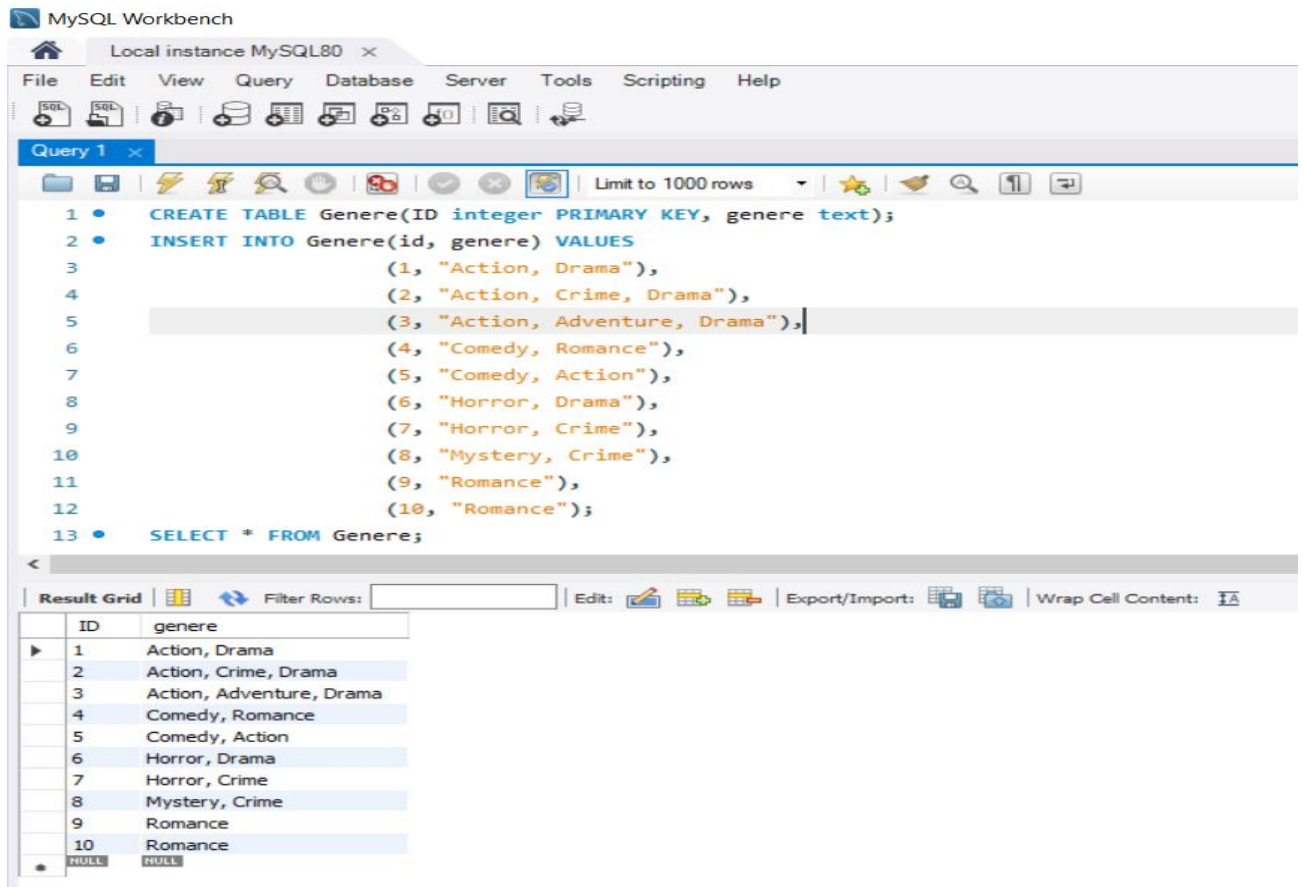 MySQL Workbench
Local instance MySQL80 ×
File Edit View Query Database Server Tools Scripting Help
Query 1 ×
Limit to 1000 rows
1 CREATE TABLE Genere(ID integer PRIMARY KEY, genere text);
2 INSERT INTO Genere(id, genere) VALUES
3 (1, "Action, Drama"),
4 (2, "Action, Crime, Drama"),
5 (3, "Action, Adventure, Drama"),
6 (4, "Comedy, Romance"),
7 (5, "Comedy, Action"),
8 (6, "Horror, Drama"),
9 (7, "Horror, Crime"),
10 (8, "Mystery, Crime"),
11 (9, "Romance"),
12 (10, "Romance");
13 SELECT * FROM Genere;
Result Grid Filter Rows: Edit: Export/Import: Wrap Cell Content: IA
ID genere
1 Action, Drama
2 Action, Crime, Drama
3 Action, Adventure, Drama
4 Comedy, Romance
5 Comedy, Action
6 Horror, Drama
7 Horror, Crime
8 Mystery, Crime
9 Romance
10 Romance
NULL NULL